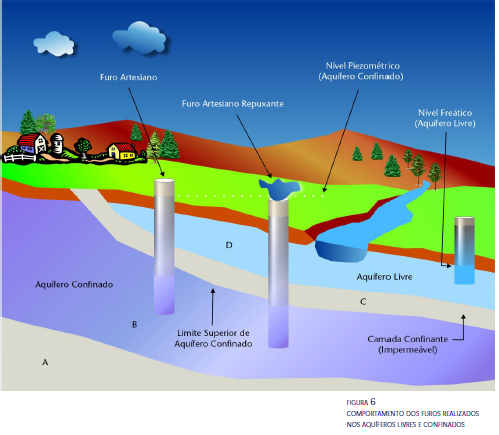 Furo Artesiano
Nível Piezométrico
(Aquífero Confinado)
Furo Artesiano Repuxante
Nível Freático
(Aquífero Livre)
D
Aquífero Livre
Aquífero Confinado
C
B
Limite Superior de
Aquífero Confinado
Camada Confinante
(Impermeável)
A
FIGURA 6
COMPORTAMENTO DOS FUROS REALIZADOS
NOS AQUÍFEROS LIVRES E CONFINADOS